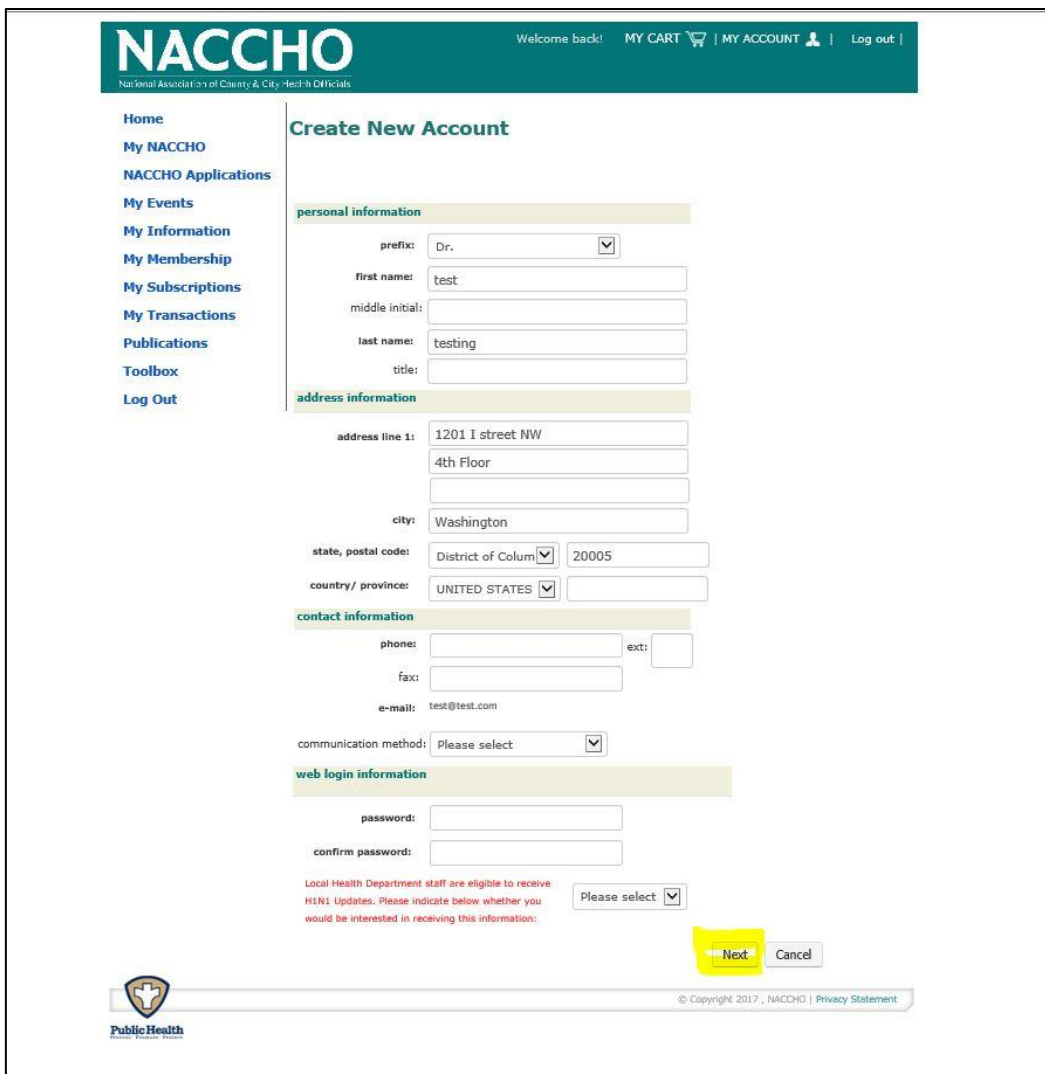 NACCHO
National Association of County & City Health Officials
Welcome back! MY CART | MY ACCOUNT | Log out |
Home
My NACCHO
NACCHO Applications
My Events
My Information
My Membership
My Subscriptions
My Transactions
Publications
Toolbox
Log Out
Create New Account
personal information
prefix: Dr.
first name: test
middle initial:
last name: testing
title:
address information
address line 1: 1201 I street NW
4th Floor
city: Washington
state, postal code: District of Colum 20005
country/ province: UNITED STATES
contact information
phone: ext:
fax:
e-mail: test@test.com
communication method: Please select
web login information
password:
confirm password:
Local Health Department staff are eligible to receive
H1N1 Updates. Please indicate below whether you
would be interested in receiving this information:
Please select
Next Cancel
© Copyright 2017 , NACCHO | Privacy Statement
Public Health
Prevent. Promote. Protect.